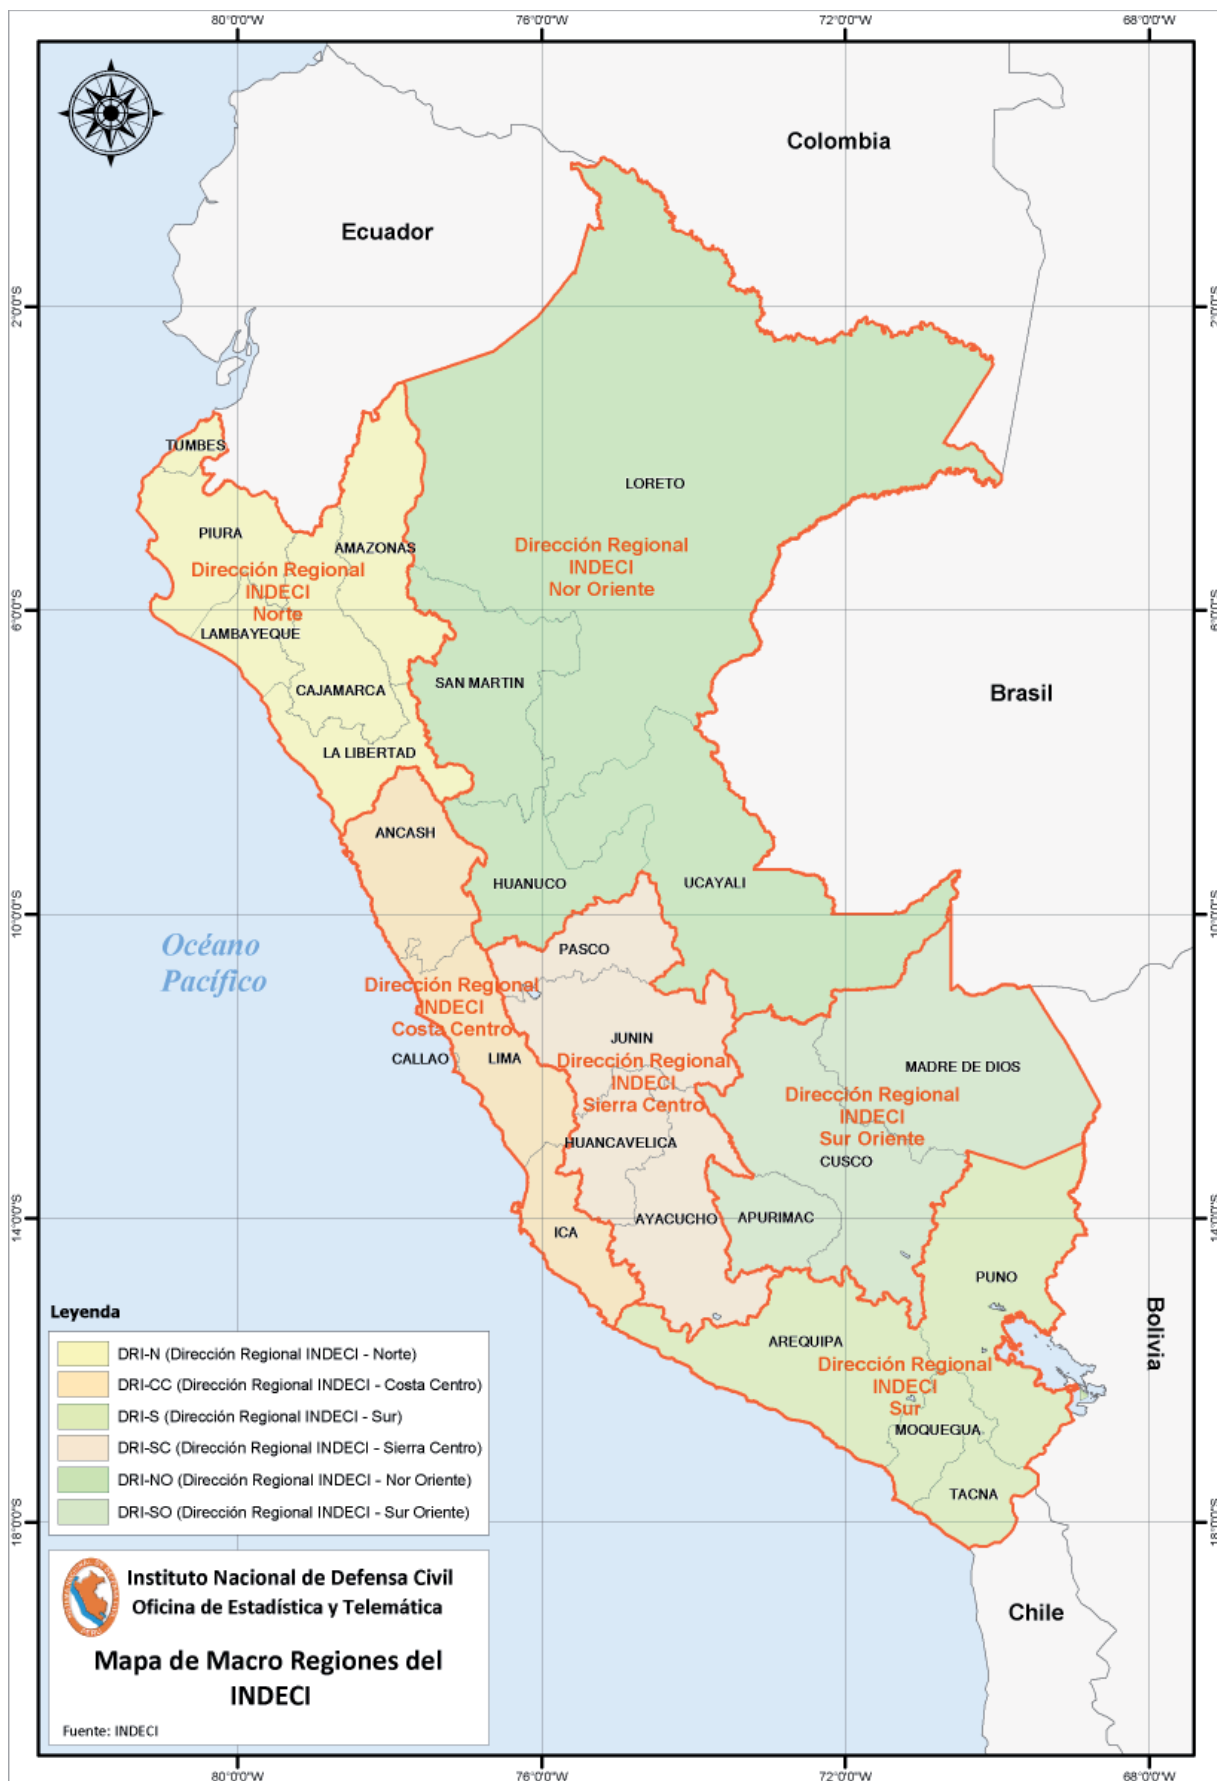 80°0'0"W 76°0'0"W 72°0'0"W 68°0'0"W
Colombia
Ecuador
2°0'0"S 2°0'0"S
TUMBES
LORETO
PIURA
AMAZONAS
Dirección Regional
INDECI
Nor Oriente
Dirección Regional
INDECI
Norte
6°0'0"S 6°0'0"S
LAMBAYEQUE
SAN MARTIN
CAJAMARCA
Brasil
LA LIBERTAD
ANCASH
HUANUCO
UCAYALI
10°0'0"S 10°0'0"S
Océano
Pacífico
PASCO
Dirección Regional
INDECI
Costa Centro
JUNIN
CALLAO
LIMA
Dirección Regional
INDECI
Sierra Centro
MADRE DE DIOS
Dirección Regional
INDECI
Sur Oriente
HUANCAVELICA
CUSCO
14°0'0"S 14°0'0"S
AYACUCHO
APURIMAC
ICA
PUNO
Bolivia
AREQUIPA
Dirección Regional
INDECI
Sur
MOQUEGUA
TACNA
18°0'0"S 18°0'0"S
Chile
Leyenda
DRI-N (Dirección Regional INDECI - Norte)
DRI-CC (Dirección Regional INDECI - Costa Centro)
DRI-S (Dirección Regional INDECI - Sur)
DRI-SC (Dirección Regional INDECI - Sierra Centro)
DRI-NO (Dirección Regional INDECI - Nor Oriente)
DRI-SO (Dirección Regional INDECI - Sur Oriente)
Instituto Nacional de Defensa Civil
Oficina de Estadística y Telemática
Mapa de Macro Regiones del
INDECI
Fuente: INDECI
80°0'0"W 76°0'0"W 72°0'0"W 68°0'0"W